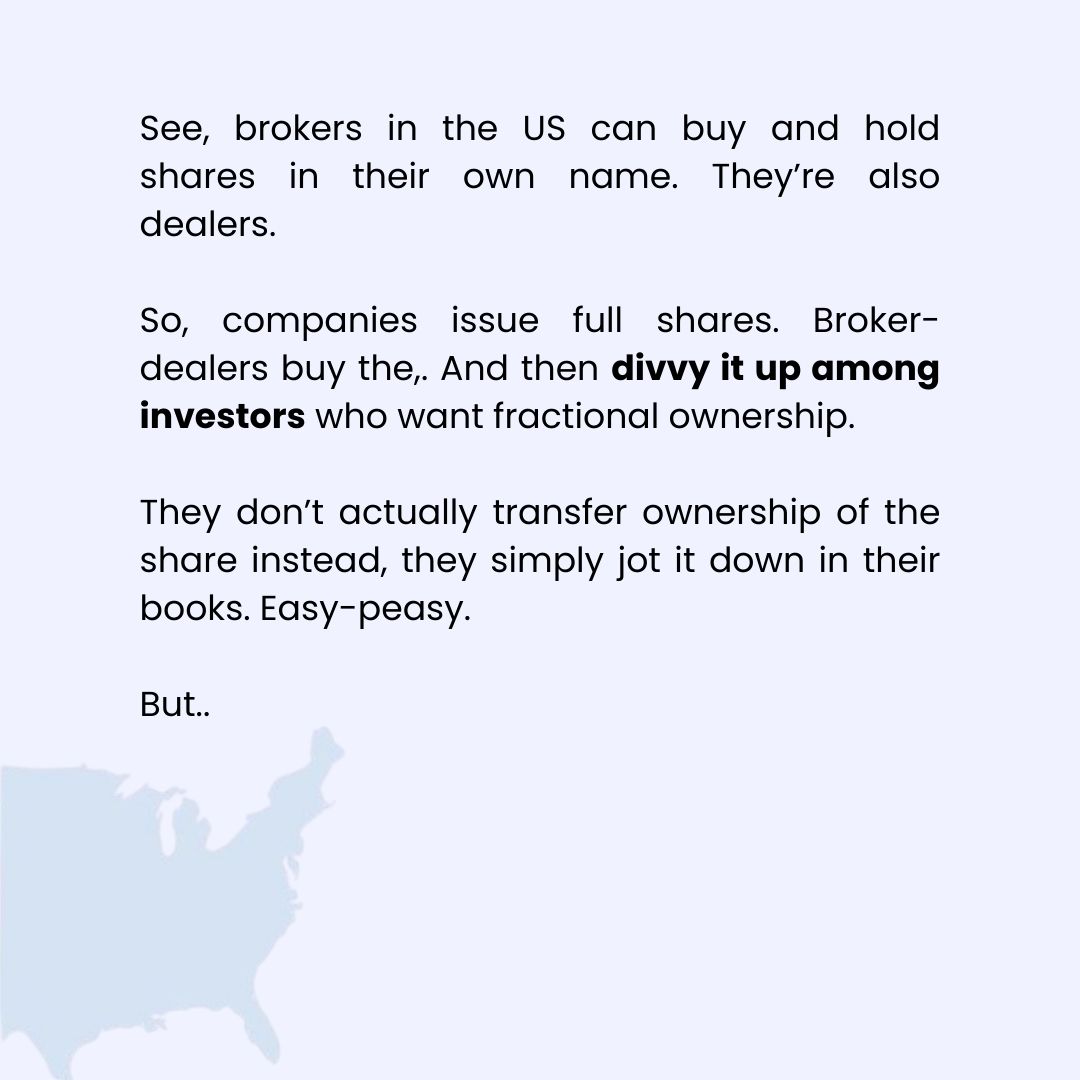 See, brokers in the US can buy and hold
shares in their own name. They’re also
dealers.
So, companies issue full shares. Broker-
dealers buy the,. And then divvy it up among
investors who want fractional ownership.
They don’t actually transfer ownership of the
share instead, they simply jot it down in their
books. Easy-peasy.
But..